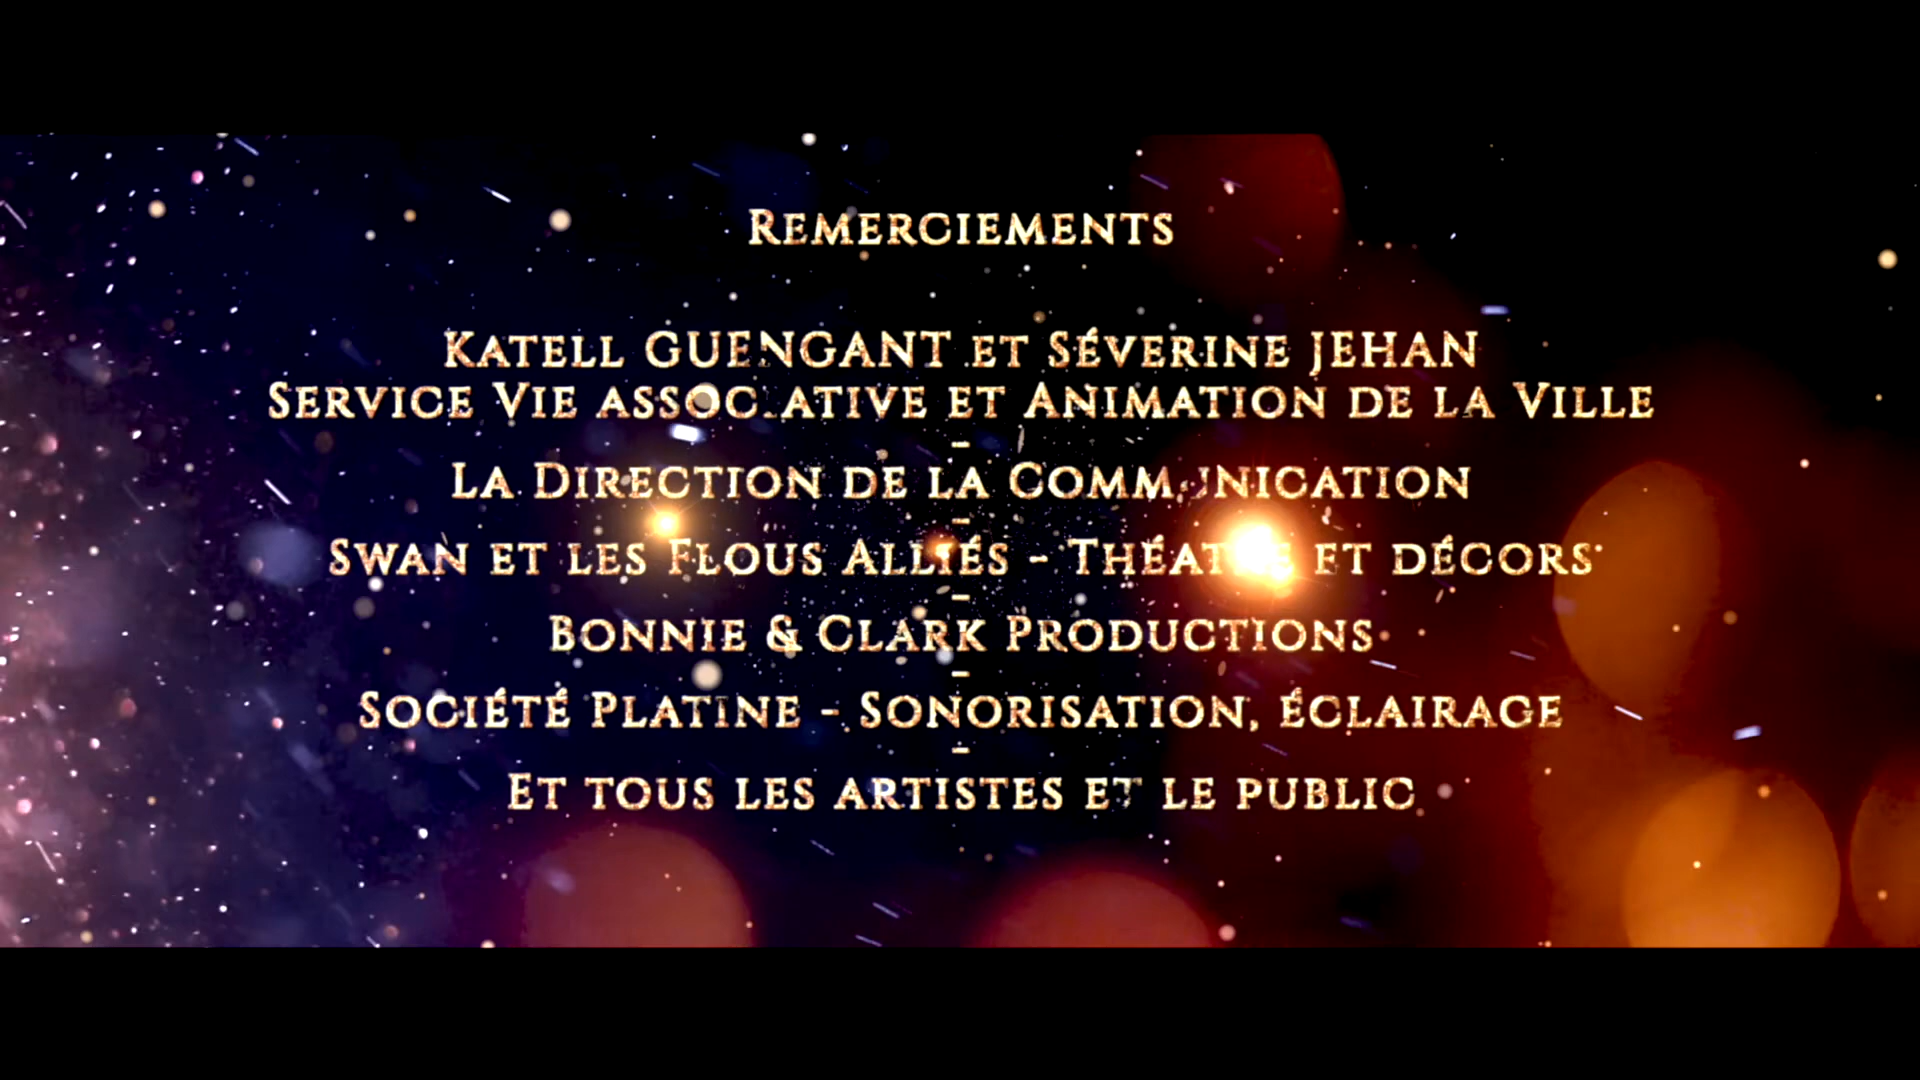 Remerciements
Katell GUENGANT et Séverine JEHAN
Service Vie associative et Animation de la Ville
-
La Direction de la Communication
-
Swan et les Flous Alliés - Théatre et décors
-
Bonnie & Clark Productions
-
Société Platine - Sonorisation, éclairage
-
Et tous les artistes et le public